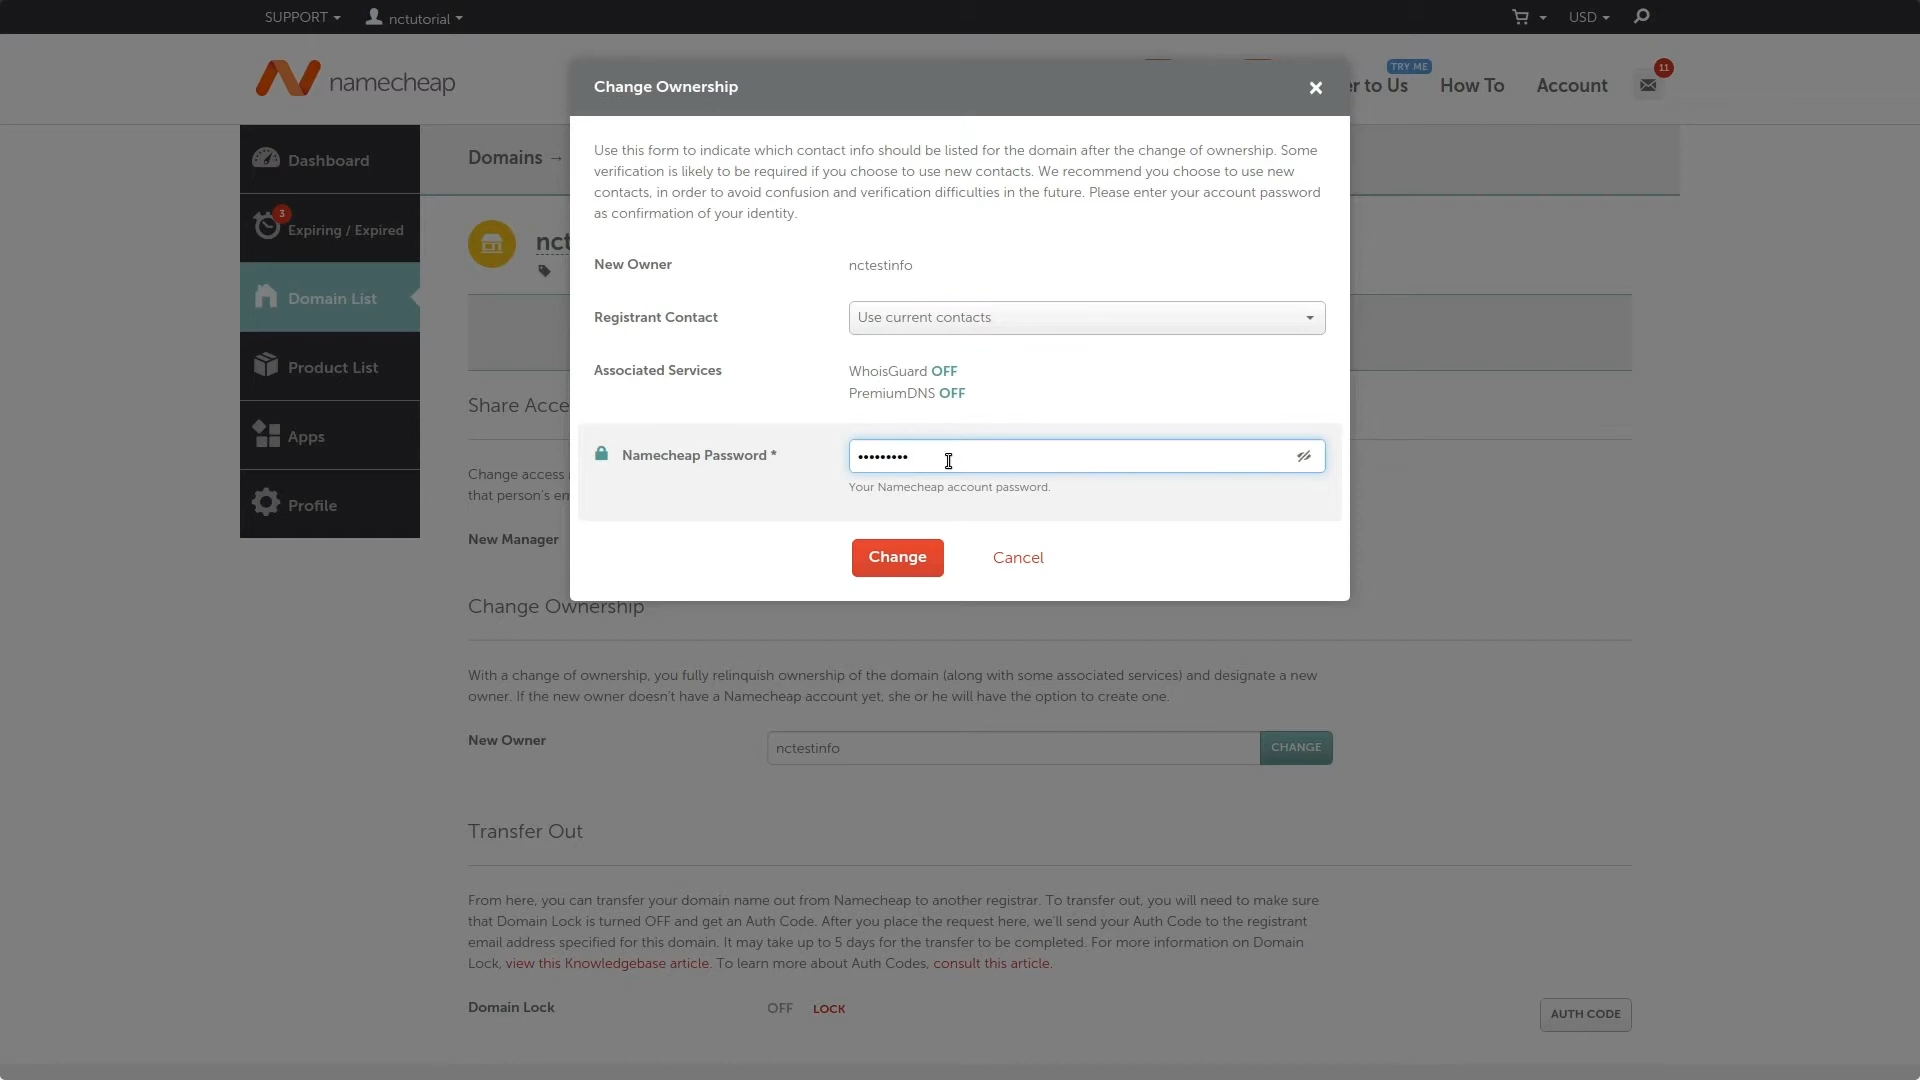 SUPPORT
nctutorial
USD
namecheap
Change Ownership
TRY ME
er to Us
How To
Account
11
Dashboard
3
Expiring / Expired
Domain List
Product List
Apps
Profile
Domains →
nct
Use this form to indicate which contact info should be listed for the domain after the change of ownership. Some
verification is likely to be required if you choose to use new contacts. We recommend you choose to use new
contacts, in order to avoid confusion and verification difficulties in the future. Please enter your account password
as confirmation of your identity.
New Owner
nctestinfo
Registrant Contact
Use current contacts
Associated Services
WhoisGuard OFF
PremiumDNS OFF
Namecheap Password *
•••••••••
Your Namecheap account password.
Change
Cancel
Share Acce
Change access
that person's em
New Manager
Change Ownership
With a change of ownership, you fully relinquish ownership of the domain (along with some associated services) and designate a new
owner. If the new owner doesn't have a Namecheap account yet, she or he will have the option to create one.
New Owner
nctestinfo
CHANGE
Transfer Out
From here, you can transfer your domain name out from Namecheap to another registrar. To transfer out, you will need to make sure
that Domain Lock is turned OFF and get an Auth Code. After you place the request here, we'll send your Auth Code to the registrant
email address specified for this domain. It may take up to 5 days for the transfer to be completed. For more information on Domain
Lock, view this Knowledgebase article. To learn more about Auth Codes, consult this article.
Domain Lock
OFF
LOCK
AUTH CODE